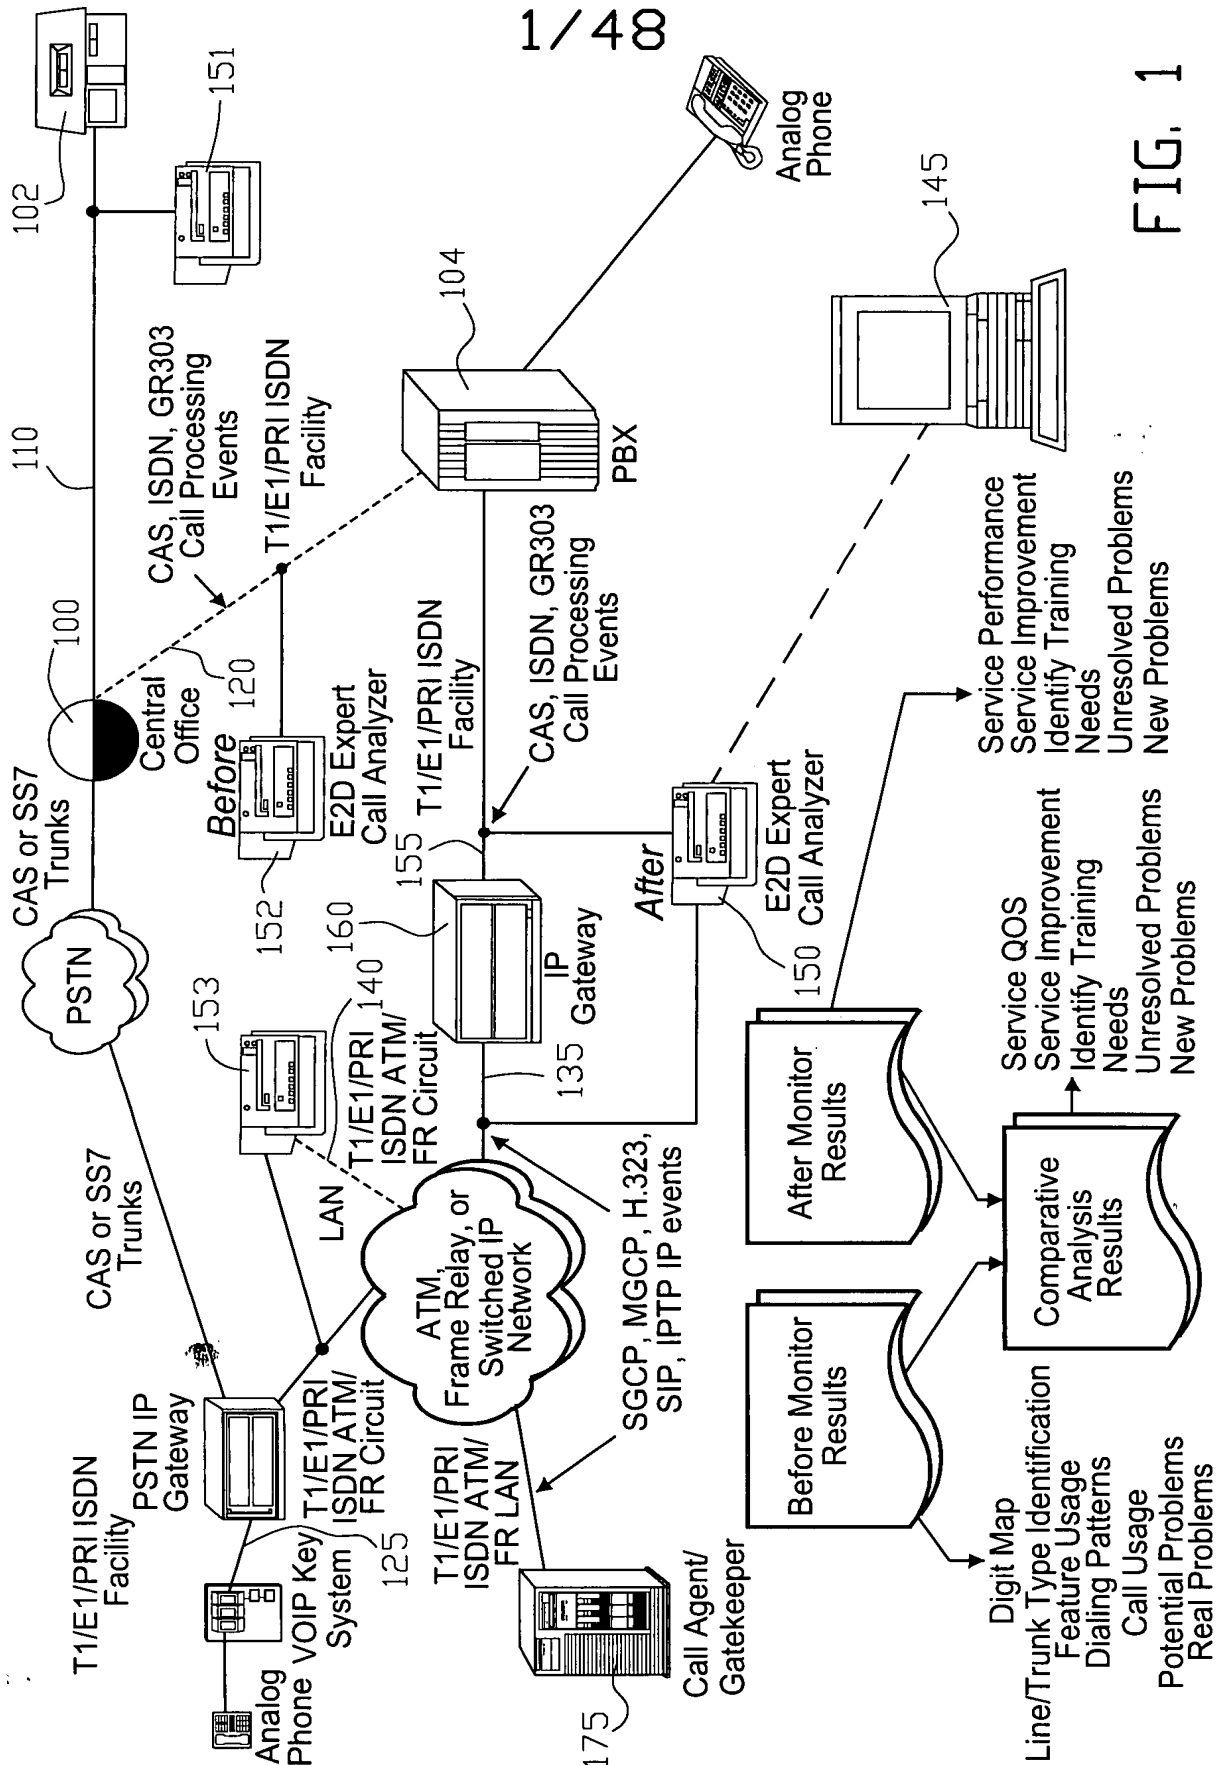 1/48
T1/E1/PRI ISDN
Facility
Analog
Phone
VOIP Key
System
125
PSTN IP
Gateway
CAS or SS7
Trunks
PSTN
CAS or SS7
Trunks
100
Central
Office
110
102
151
T1/E1/PRI
ISDN ATM/
FR Circuit
LAN
153
140
T1/E1/PRI
ISDN ATM/
FR Circuit
Before
152
E2D Expert
Call Analyzer
120
CAS, ISDN, GR303
Call Processing
Events
T1/E1/PRI ISDN
Facility
175
Call Agent/
Gatekeeper
T1/E1/PRI
ISDN ATM/
FR LAN
ATM,
Frame Relay, or
Switched IP
Network
SGCP, MGCP, H.323,
SIP, IPTP IP events
135
160
IP
Gateway
155
T1/E1/PRI ISDN
Facility
CAS, ISDN, GR303
Call Processing
Events
104
PBX
Analog
Phone
After
150
E2D Expert
Call Analyzer
145
Before Monitor
Results
After Monitor
Results
Comparative
Analysis
Results
Digit Map
Line/Trunk Type Identification
Feature Usage
Dialing Patterns
Call Usage
Potential Problems
Real Problems
Service QOS
Service Improvement
Identify Training
Needs
Unresolved Problems
New Problems
Service Performance
Service Improvement
Identify Training
Needs
Unresolved Problems
New Problems
FIG. 1